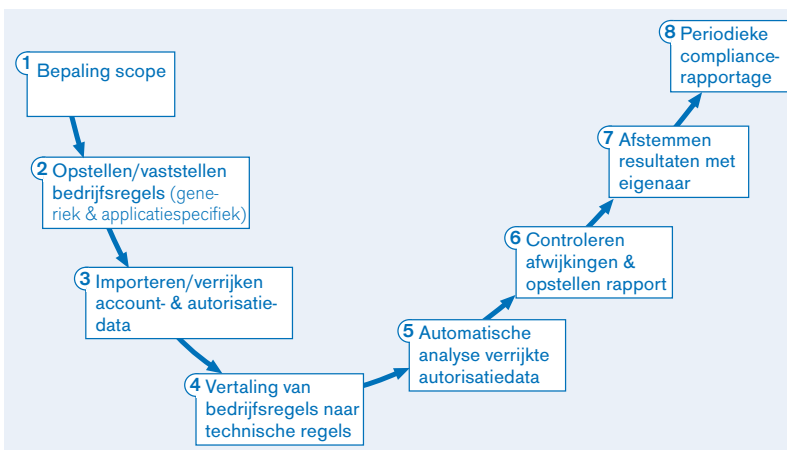 1 Bepaling scope
2 Opstellen/vaststellen
bedrijfsregels (gene-
riek & applicatiespecifiek)
3 Importeren/verrijken
account- & autorisatie-
data
4 Vertaling van
bedrijfsregels naar
technische regels
5 Automatische
analyse verrijkte
autorisatiedata
6 Controleren
afwijkingen &
opstellen rapport
7 Afstemmen
resultaten met
eigenaar
8 Periodieke
compliance-
rapportage